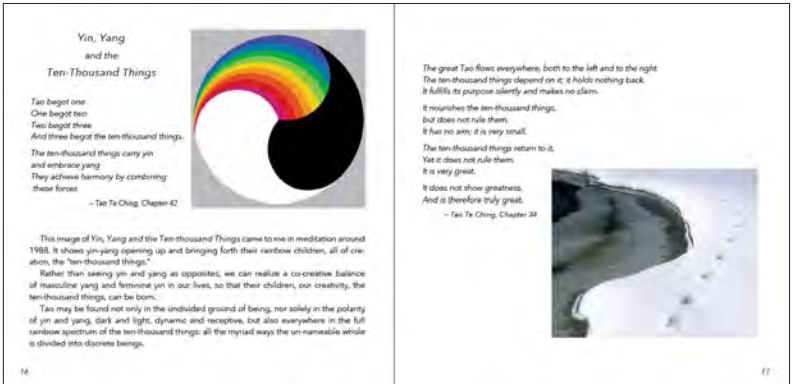 Yin, Yang
and the
Ten-Thousand Things
Tao begot one
One begot two
Two begot three
And three begot the ten-thousand things.
The ten-thousand things carry yin
and embrace yang
They achieve harmony by combining
these forces
– Tao Te Ching, Chapter 42
This image of Yin, Yang and the Ten-thousand Things came to me in meditation around
1988. It shows yin-yang opening up and bringing forth their rainbow children, all of cre-
ation, the "ten-thousand things."
Rather than seeing yin and yang as opposites, we can realize a co-creative balance
of masculine yang and feminine yin in our lives, so that their children, our creativity, the
ten-thousand things, can be born.
Tao may be found not only in the undivided ground of being, nor solely in the polarity
of yin and yang, dark and light, dynamic and receptive, but also everywhere in the full
rainbow spectrum of the ten-thousand things: all the myriad ways the un-nameable whole
is divided into discrete beings.
16
The great Tao flows everywhere, both to the left and to the right.
The ten-thousand things depend on it; it holds nothing back.
It fulfills its purpose silently and makes no claim.
It nourishes the ten-thousand things,
but does not rule them.
It has no aim; it is very small.
The ten-thousand things return to it,
Yet it does not rule them.
It is very great.
It does not show greatness,
And is therefore truly great.
– Tao Te Ching, Chapter 34
17